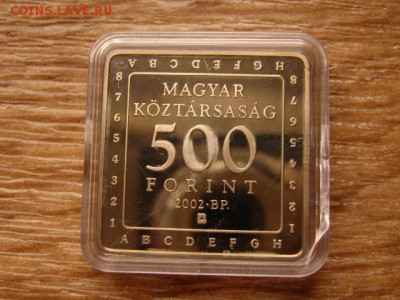 COINS.LAVE.RU
H G F E D C B A
MAGYAR
KÖZTÁRSASÁG
500
FORINT
2002·BP.
8
7
6
5
4
3
2
1
8
7
6
5
4
3
2
1
A B C D E F G H